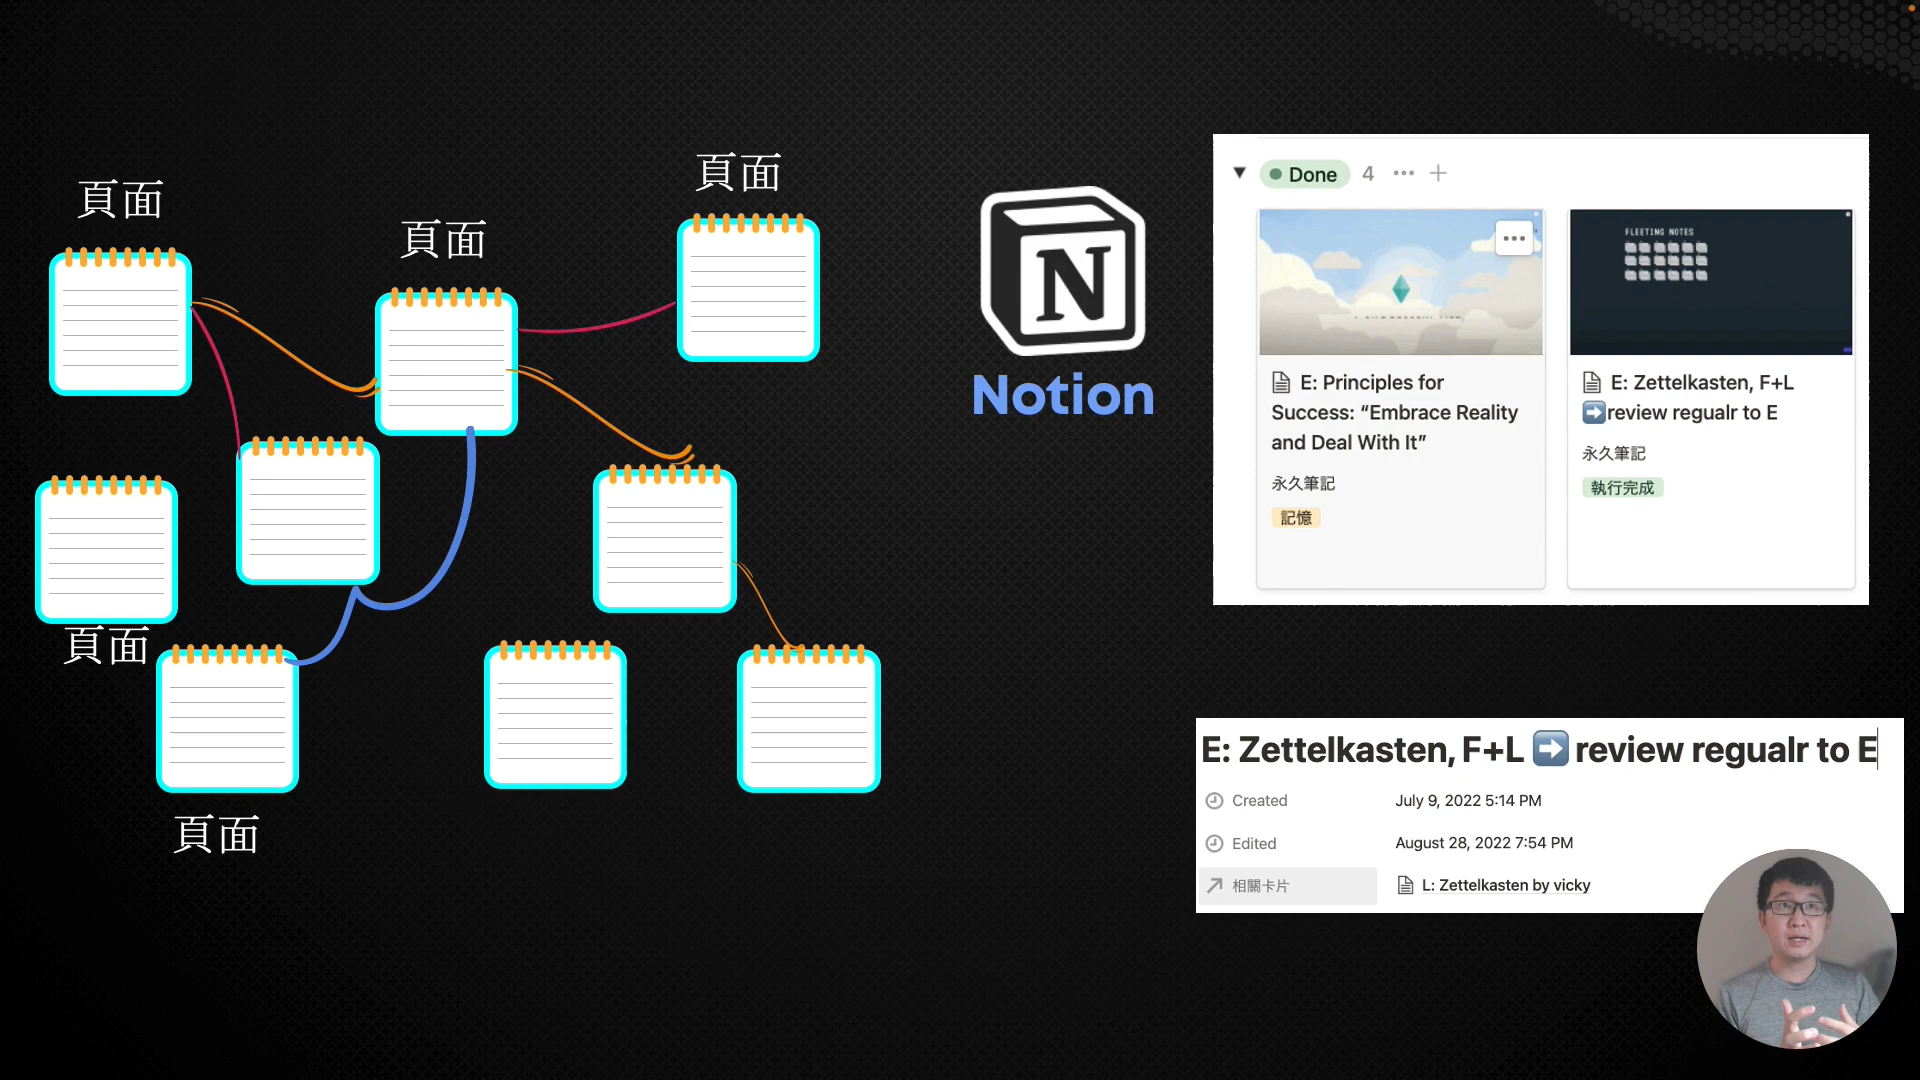 頁面
頁面
頁面
頁面
頁面
N
Notion
Done 4
FLEETING NOTES
E: Principles for
Success: “Embrace Reality
and Deal With It”
永久筆記
記憶
E: Zettelkasten, F+L
➡️review regualr to E
永久筆記
執行完成
E: Zettelkasten, F+L ➡️ review regualr to E
Created July 9, 2022 5:14 PM
Edited August 28, 2022 7:54 PM
相關卡片 L: Zettelkasten by vicky